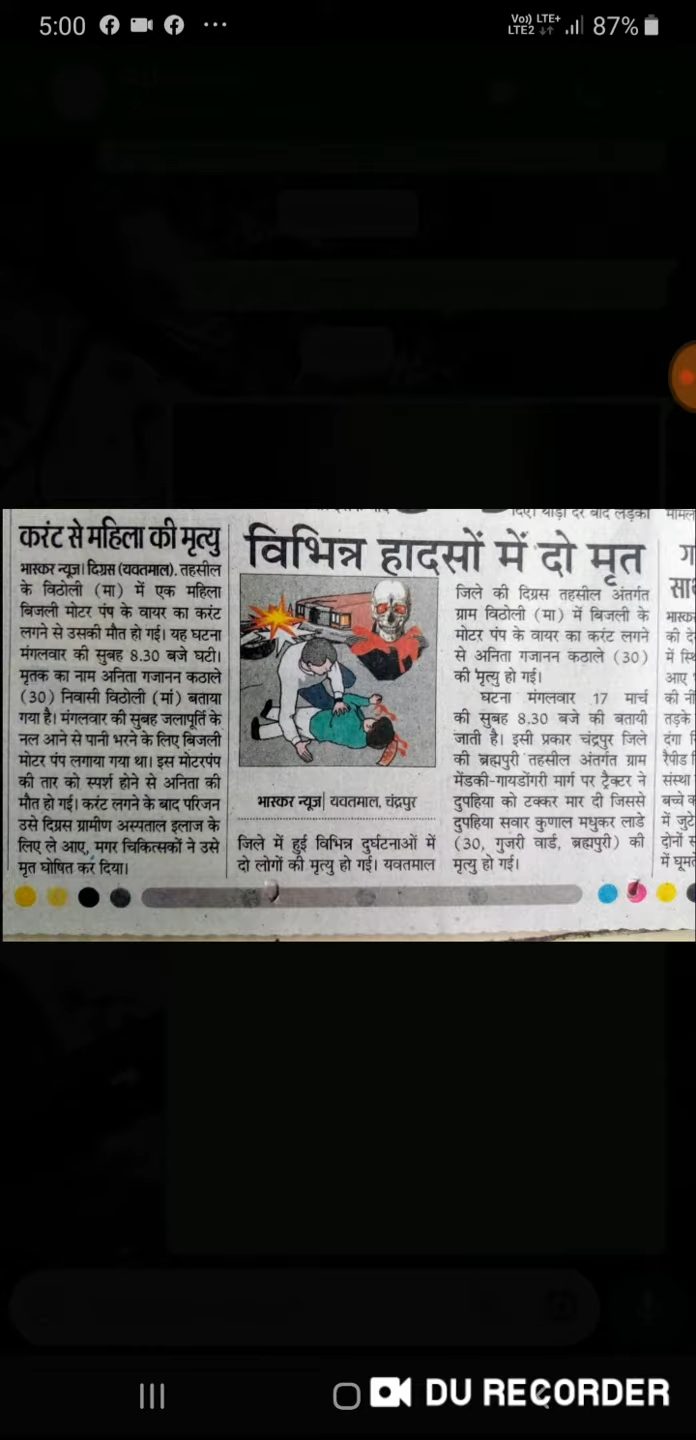 5:00
Vo)) LTE+
LTE2
87%
दिए। थोड़ी देर बाद लड़की
करंट से महिला की मृत्यु
भास्कर न्यूज। दिग्रस (यवतमाल). तहसील
के विठोली (मा) में एक महिला
बिजली मोटर पंप के वायर का करंट
लगने से उसकी मौत हो गई। यह घटना
मंगलवार की सुबह 8.30 बजे घटी।
मृतक का नाम अनिता गजानन कठाले
(30) निवासी विठोली (मां) बताया
गया है। मंगलवार की सुबह जलापूर्ति के
नल आने से पानी भरने के लिए बिजली
मोटर पंप लगाया गया था। इस मोटरपंप
की तार को स्पर्श होने से अनिता की
मौत हो गई। करंट लगने के बाद परिजन
उसे दिग्रस ग्रामीण अस्पताल इलाज के
लिए ले आए, मगर चिकित्सकों ने उसे
मृत घोषित कर दिया।
विभिन्न हादसों में दो मृत
भास्कर न्यूज| यवतमाल, चंद्रपुर
जिले में हुई विभिन्न दुर्घटनाओं में
दो लोगों की मृत्यु हो गई। यवतमाल
जिले की दिग्रस तहसील अंतर्गत
ग्राम विठोली (मा) में बिजली के
मोटर पंप के वायर का करंट लगने
से अनिता गजानन कठाले (30)
की मृत्यु हो गई।
घटना मंगलवार 17 मार्च
की सुबह 8.30 बजे की बतायी
जाती है। इसी प्रकार चंद्रपुर जिले
की ब्रह्मपुरी तहसील अंतर्गत ग्राम
मेंडकी-गायडोंगरी मार्ग पर ट्रैक्टर ने
दुपहिया को टक्कर मार दी जिससे
दुपहिया सवार कुणाल मधुकर लाडे
(30, गुजरी वार्ड, ब्रह्मपुरी) की
मृत्यु हो गई।
की दे
में स्थि
आए
की नी
तड़के
दंगा
रैपीड
संस्था
बच्चे क
में जुटे
दोनों स
में घूमते
DU RECORDER